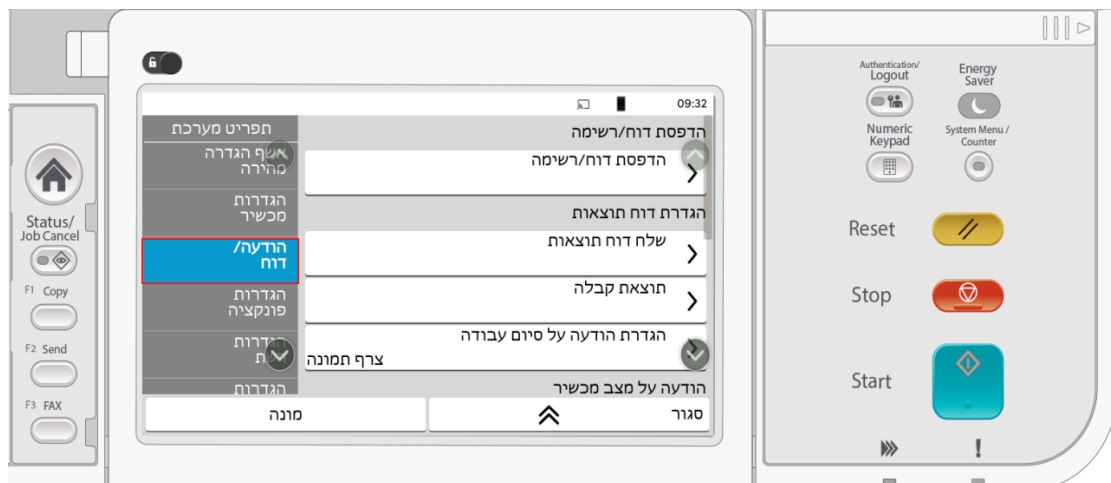 09:32
תפריט מערכת
אשף הגדרה
מהירה
הגדרות
מכשיר
הודעה/
דוח
הגדרות
פונקציה
הגדרות
הדפסת דוח/רשימה
הדפסת דוח/רשימה
הגדרת דוח תוצאות
שלח דוח תוצאות
תוצאת קבלה
הגדרת הודעה על סיום עבודה
צרף תמונה
הודעה על מצב מכשיר
מונה
סגור
Status/
Job Cancel
F1 Copy
F2 Send
F3 FAX
Authentication/
Logout
Energy
Saver
Numeric
Keypad
System Menu /
Counter
Reset
Stop
Start